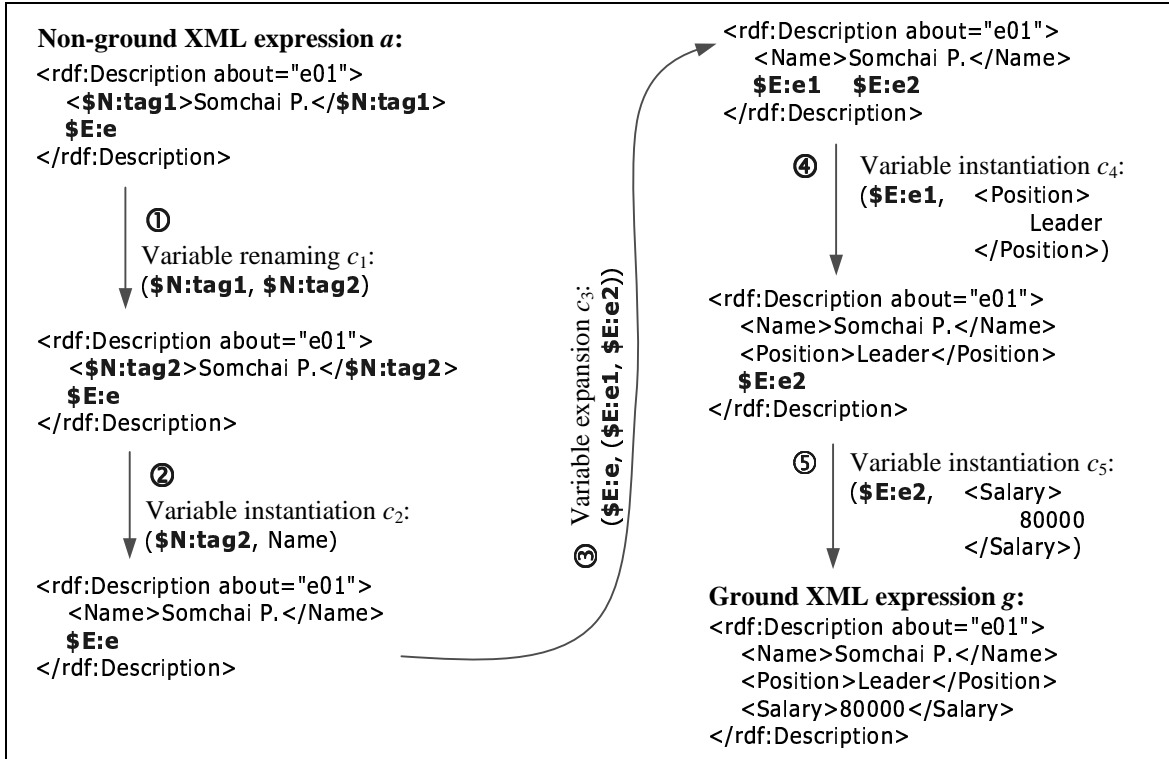 Non-ground XML expression a:
<rdf:Description about="e01">
<$N:tag1>Somchai P.</$N:tag1>
$E:e
</rdf:Description>
①
Variable renaming c1:
($N:tag1, $N:tag2)
<rdf:Description about="e01">
<$N:tag2>Somchai P.</$N:tag2>
$E:e
</rdf:Description>
②
Variable instantiation c2:
($N:tag2, Name)
<rdf:Description about="e01">
<Name>Somchai P.</Name>
$E:e
</rdf:Description>
③ Variable expansion c3:
($E:e, ($E:e1, $E:e2))
<rdf:Description about="e01">
<Name>Somchai P.</Name>
$E:e1 $E:e2
</rdf:Description>
④ Variable instantiation c4:
($E:e1, <Position>
Leader
</Position>)
<rdf:Description about="e01">
<Name>Somchai P.</Name>
<Position>Leader</Position>
$E:e2
</rdf:Description>
⑤ Variable instantiation c5:
($E:e2, <Salary>
80000
</Salary>)
Ground XML expression g:
<rdf:Description about="e01">
<Name>Somchai P.</Name>
<Position>Leader</Position>
<Salary>80000</Salary>
</rdf:Description>